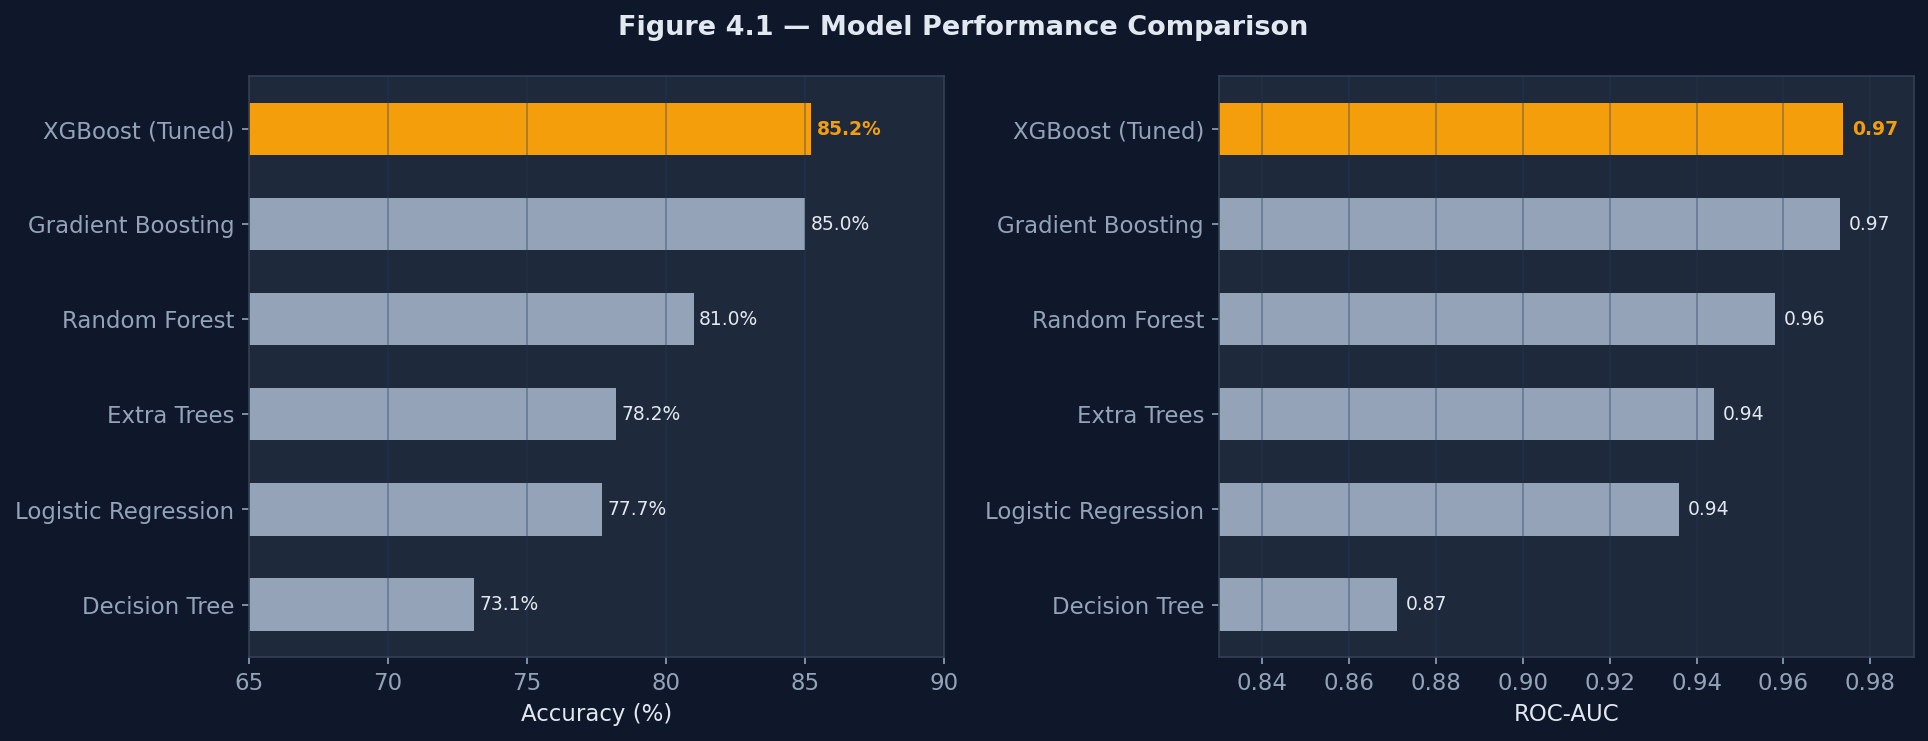 Figure 4.1 — Model Performance Comparison
XGBoost (Tuned)
85.2%
Gradient Boosting
85.0%
Random Forest
81.0%
Extra Trees
78.2%
Logistic Regression
77.7%
Decision Tree
73.1%
65 70 75 80 85 90
Accuracy (%)
XGBoost (Tuned)
0.97
Gradient Boosting
0.97
Random Forest
0.96
Extra Trees
0.94
Logistic Regression
0.94
Decision Tree
0.87
0.84 0.86 0.88 0.90 0.92 0.94 0.96 0.98
ROC-AUC